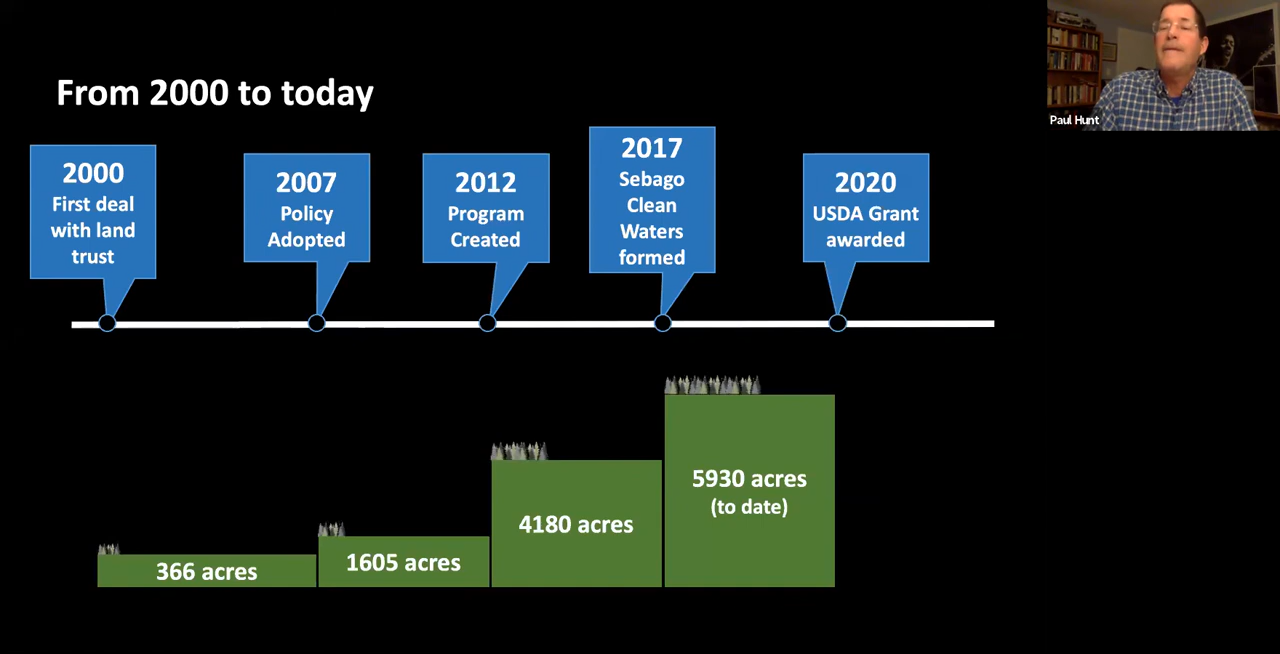 From 2000 to today
2000
First deal
with land
trust
2007
Policy
Adopted
2012
Program
Created
2017
Sebago
Clean
Waters
formed
2020
USDA Grant
awarded
366 acres
1605 acres
4180 acres
5930 acres
(to date)
Paul Hunt